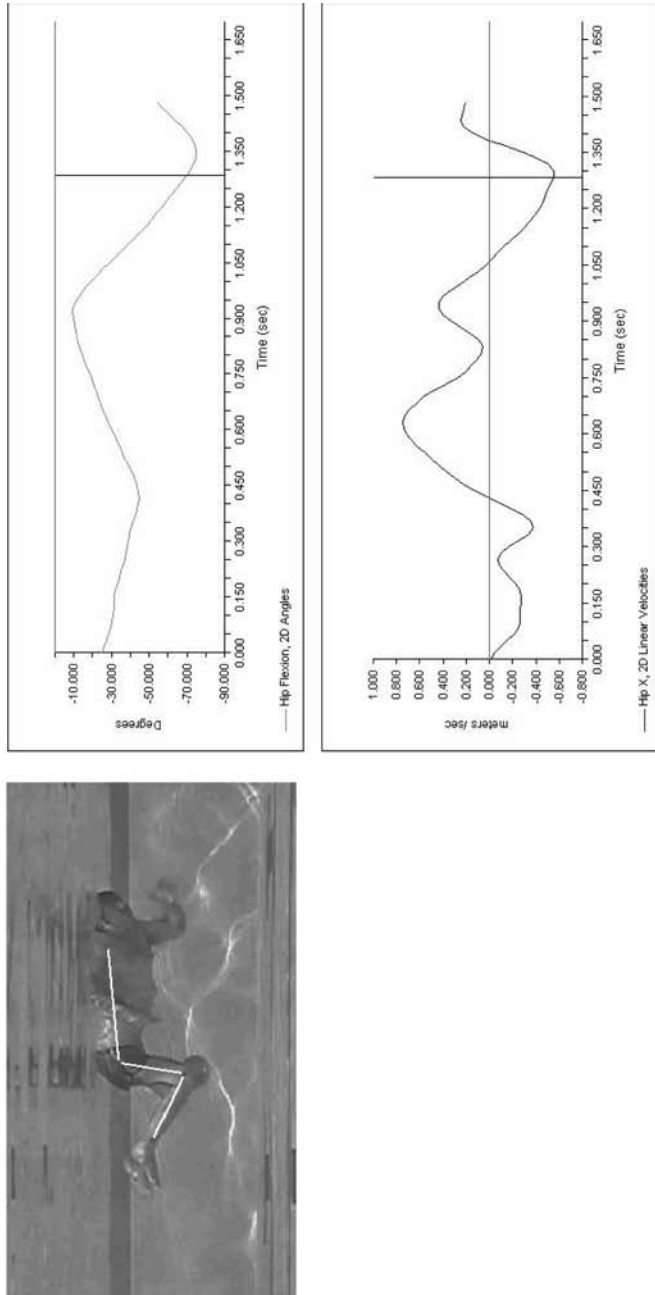 Degrees
-10.000
-30.000
-50.000
-70.000
-90.000
0.000 0.150 0.300 0.450 0.600 0.750 0.900 1.050 1.200 1.350 1.500 1.650
Time (sec)
Hip Flexion, 2D Angles
meters /sec
1.000
0.800
0.600
0.400
0.200
0.000
-0.200
-0.400
-0.600
-0.800
0.000 0.150 0.300 0.450 0.600 0.750 0.900 1.050 1.200 1.350 1.500 1.650
Time (sec)
Hip X, 2D Linear Velocities